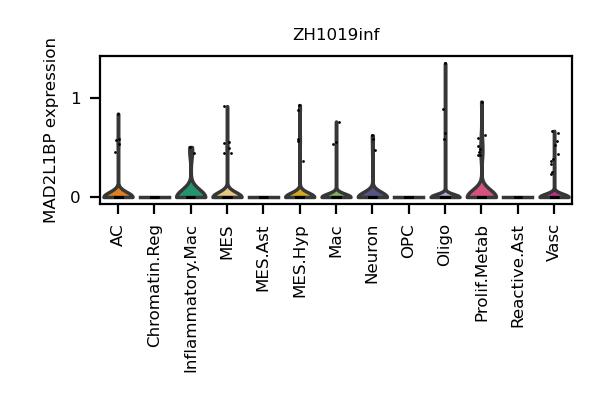 ZH1019inf
MAD2L1BP expression
1
0
AC
Chromatin.Reg
Inflammatory.Mac
MES
MES.Ast
MES.Hyp
Mac
Neuron
OPC
Oligo
Prolif.Metab
Reactive.Ast
Vasc